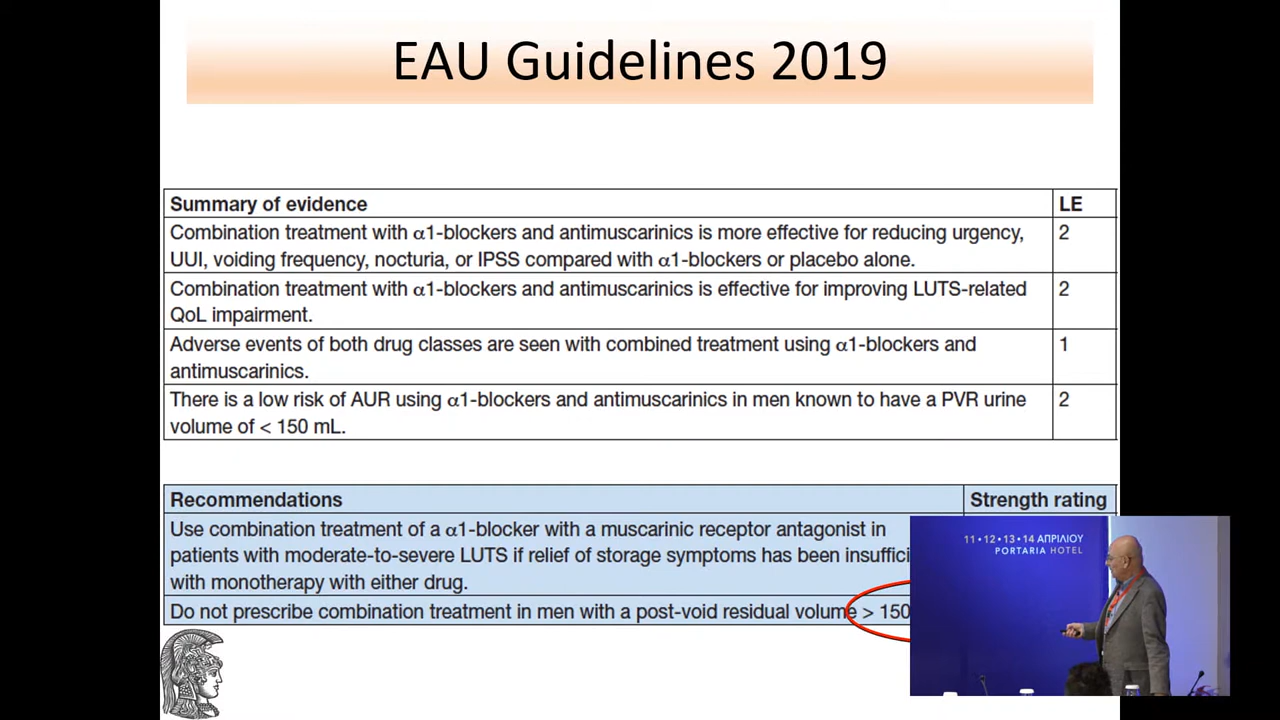 EAU Guidelines 2019
Summary of evidence LE
Combination treatment with α1-blockers and antimuscarinics is more effective for reducing urgency, 2
UUI, voiding frequency, nocturia, or IPSS compared with α1-blockers or placebo alone.
Combination treatment with α1-blockers and antimuscarinics is effective for improving LUTS-related 2
QoL impairment.
Adverse events of both drug classes are seen with combined treatment using α1-blockers and 1
antimuscarinics.
There is a low risk of AUR using α1-blockers and antimuscarinics in men known to have a PVR urine 2
volume of < 150 mL.
Recommendations Strength rating
Use combination treatment of a α1-blocker with a muscarinic receptor antagonist in
patients with moderate-to-severe LUTS if relief of storage symptoms has been
with monotherapy with either drug.
Do not prescribe combination treatment in men with a post-void residual volume > 150
11•12•13•14 ΑΠΡΙΛΙΟΥ
PORTARIA HOTEL